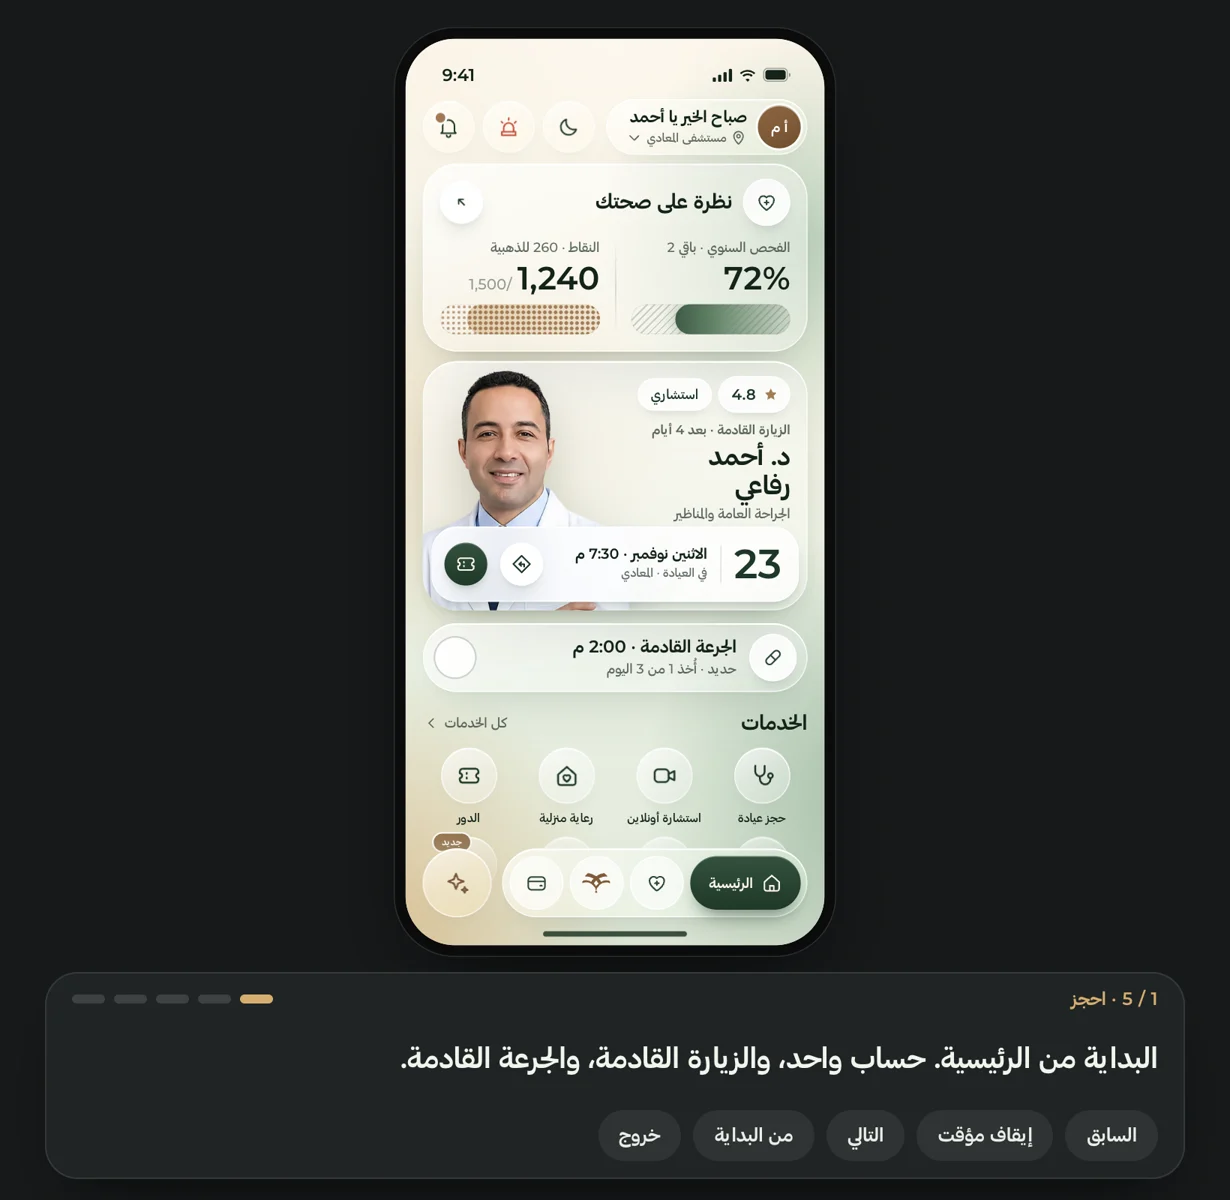 9:41
صباح الخير يا أحمد
مستشفى المعادي
أ م
نظرة على صحتك
الفحص السنوي · باقي 2
72%
النقاط · 260 للذهبية
1,240 /1,500
4.8
استشاري
الزيارة القادمة · بعد 4 أيام
د. أحمد
رفاعي
الجراحة العامة والمناظير
23
الاثنين نوفمبر · 7:30 م
في العيادة · المعادي
الجرعة القادمة · 2:00 م
حديد · أُخذ 1 من 3 اليوم
الخدمات
كل الخدمات
حجز عيادة
استشارة أونلاين
رعاية منزلية
الدور
جديد
الرئيسية
1 / 5 · احجز
البداية من الرئيسية. حساب واحد، والزيارة القادمة، والجرعة القادمة.
السابق
إيقاف مؤقت
التالي
من البداية
خروج